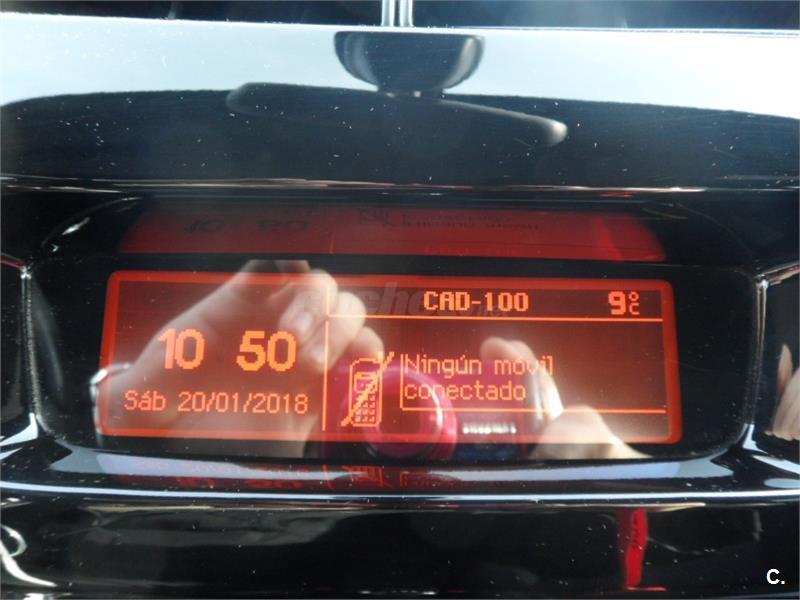 CAD-100 9°C
10 50
Ningún móvil
conectado
Sáb 20/01/2018
C.